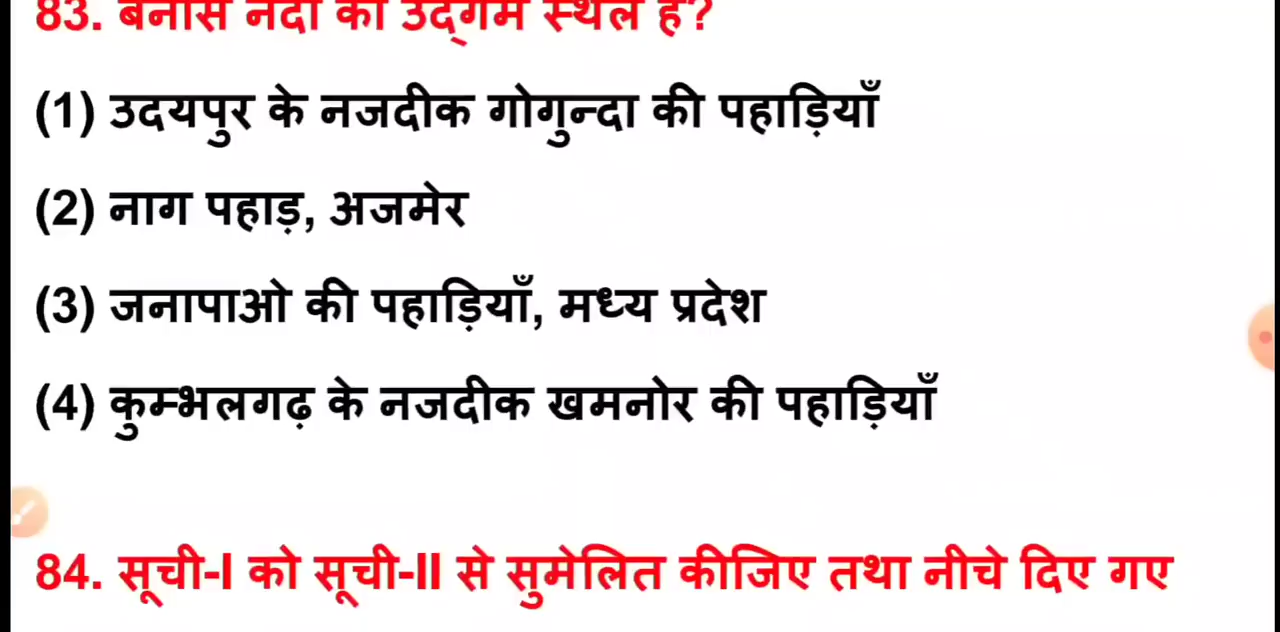 83. बनास नदी का उद्गम स्थल है?
(1) उदयपुर के नजदीक गोगुन्दा की पहाड़ियाँ
(2) नाग पहाड़, अजमेर
(3) जनापाओ की पहाड़ियाँ, मध्य प्रदेश
(4) कुम्भलगढ़ के नजदीक खमनोर की पहाड़ियाँ
84. सूची-I को सूची-II से सुमेलित कीजिए तथा नीचे दिए गए